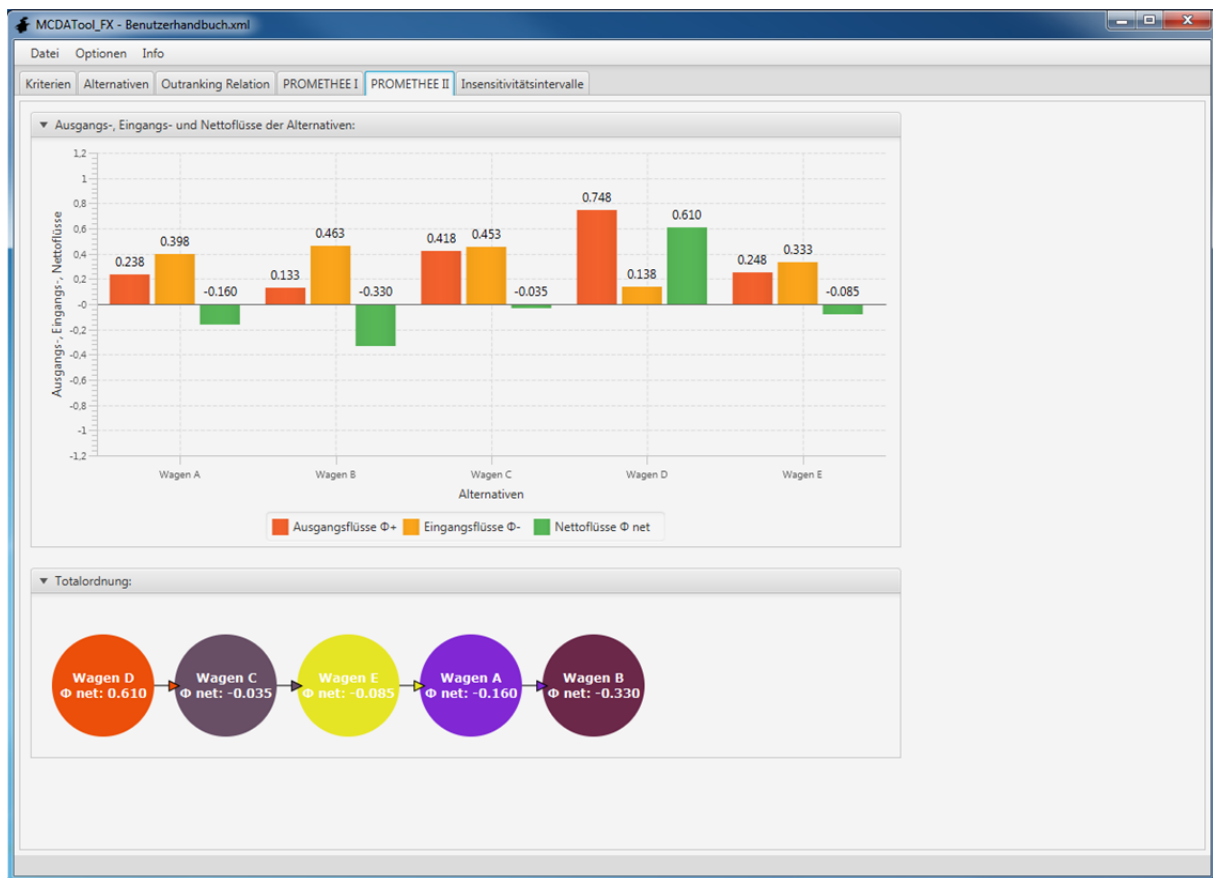 MCDATool_FX - Benutzerhandbuch.xml
Datei Optionen Info
Kriterien Alternativen Outranking Relation PROMETHEE I PROMETHEE II Insensitivitätsintervalle
Ausgangs-, Eingangs- und Nettoflüsse der Alternativen:
Ausgangs-, Eingangs-, Nettoflüsse
1,2
1
0,8
0,6
0,4
0,2
-0
-0,2
-0,4
-0,6
-0,8
-1
-1,2
0.238 0.398 -0.160
0.133 0.463 -0.330
0.418 0.453 -0.035
0.748 0.138 0.610
0.248 0.333 -0.085
Wagen A Wagen B Wagen C Wagen D Wagen E
Alternativen
Ausgangsflüsse Φ+ Eingangsflüsse Φ- Nettoflüsse Φ net
Totalordnung:
Wagen D
Φ net: 0.610
Wagen C
Φ net: -0.035
Wagen E
Φ net: -0.085
Wagen A
Φ net: -0.160
Wagen B
Φ net: -0.330